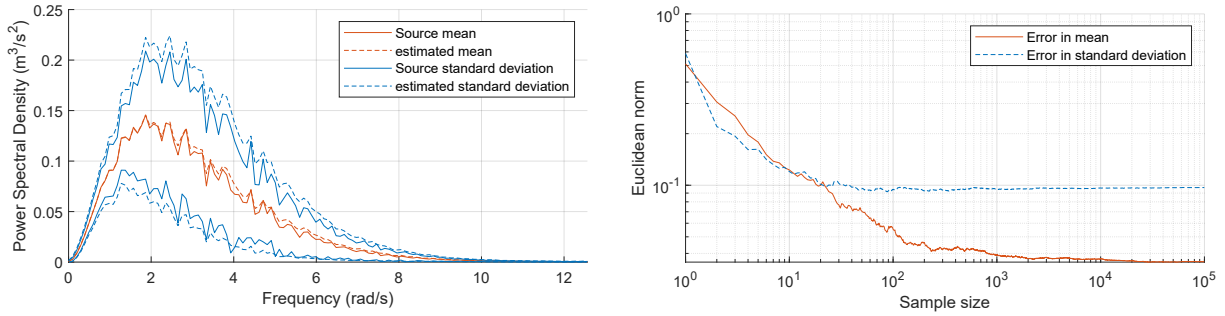 Power Spectral Density (m³/s²)
0.25
0.2
0.15
0.1
0.05
0
0 2 4 6 8 10 12
Frequency (rad/s)
Source mean
estimated mean
Source standard deviation
estimated standard deviation
Euclidean norm
10⁰
10⁻¹
10⁰ 10¹ 10² 10³ 10⁴ 10⁵
Sample size
Error in mean
Error in standard deviation